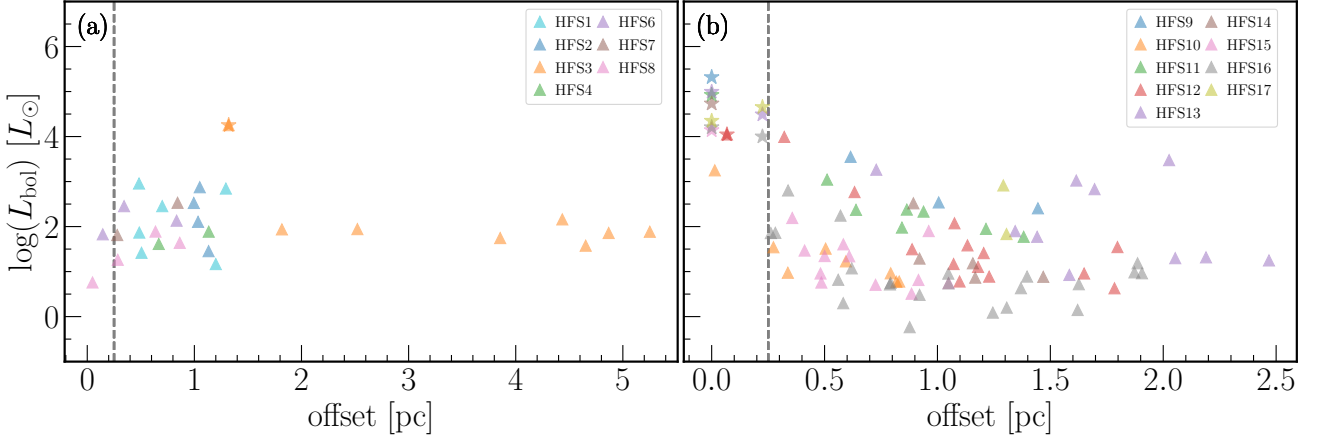 (a)
HFS1
HFS2
HFS3
HFS4
HFS6
HFS7
HFS8
log(L_bol) [L_⊙]
6
4
2
0
0 1 2 3 4 5
offset [pc]
(b)
HFS9
HFS10
HFS11
HFS12
HFS13
HFS14
HFS15
HFS16
HFS17
0.0 0.5 1.0 1.5 2.0 2.5
offset [pc]